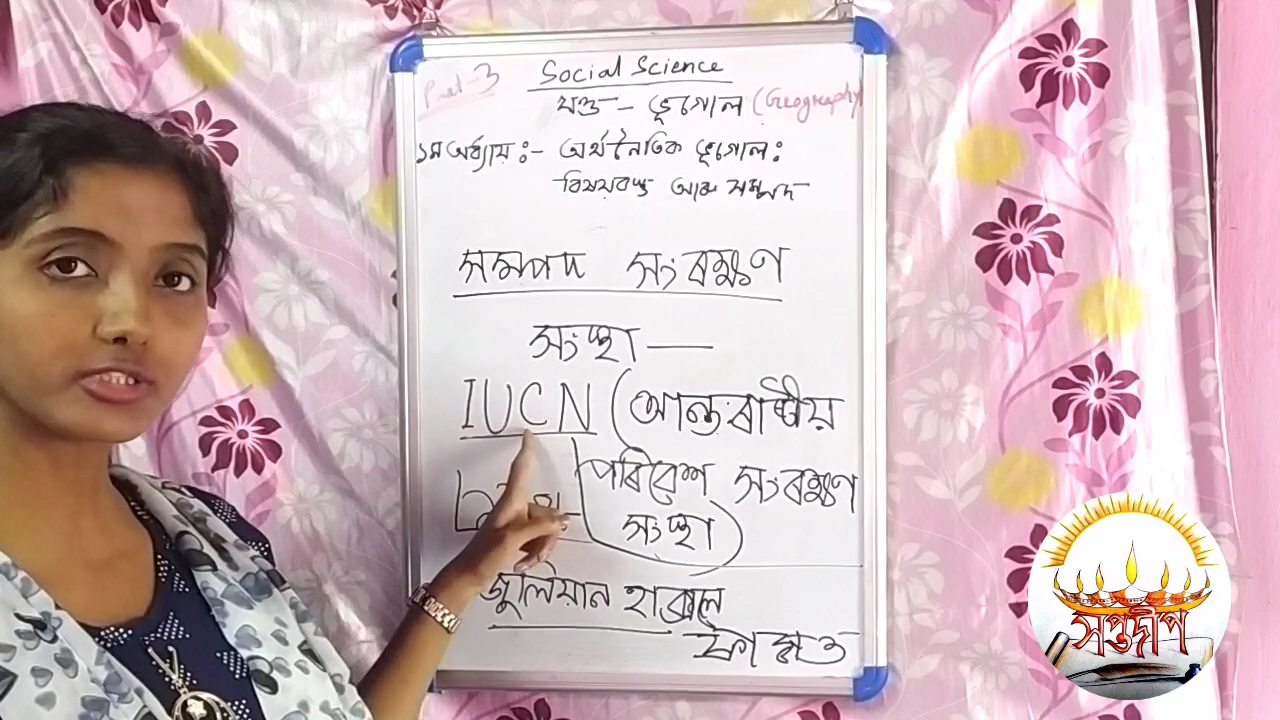 Part-3
Social Science
খণ্ড - ভূগোল (Geography)
১ম অধ্যায় :- অৰ্থনৈতিক ভূগোল :
বিষয়বস্তু আৰু সম্পদ
সম্পদ সংৰক্ষণ
সংস্থা —
IUCN (আন্তঃৰাষ্ট্ৰীয়
পৰিবেশ সংৰক্ষণ
সংস্থা)
জুলিয়ান হাক্সলে
ফ্ৰান্সত
সপ্তদ্বীপ